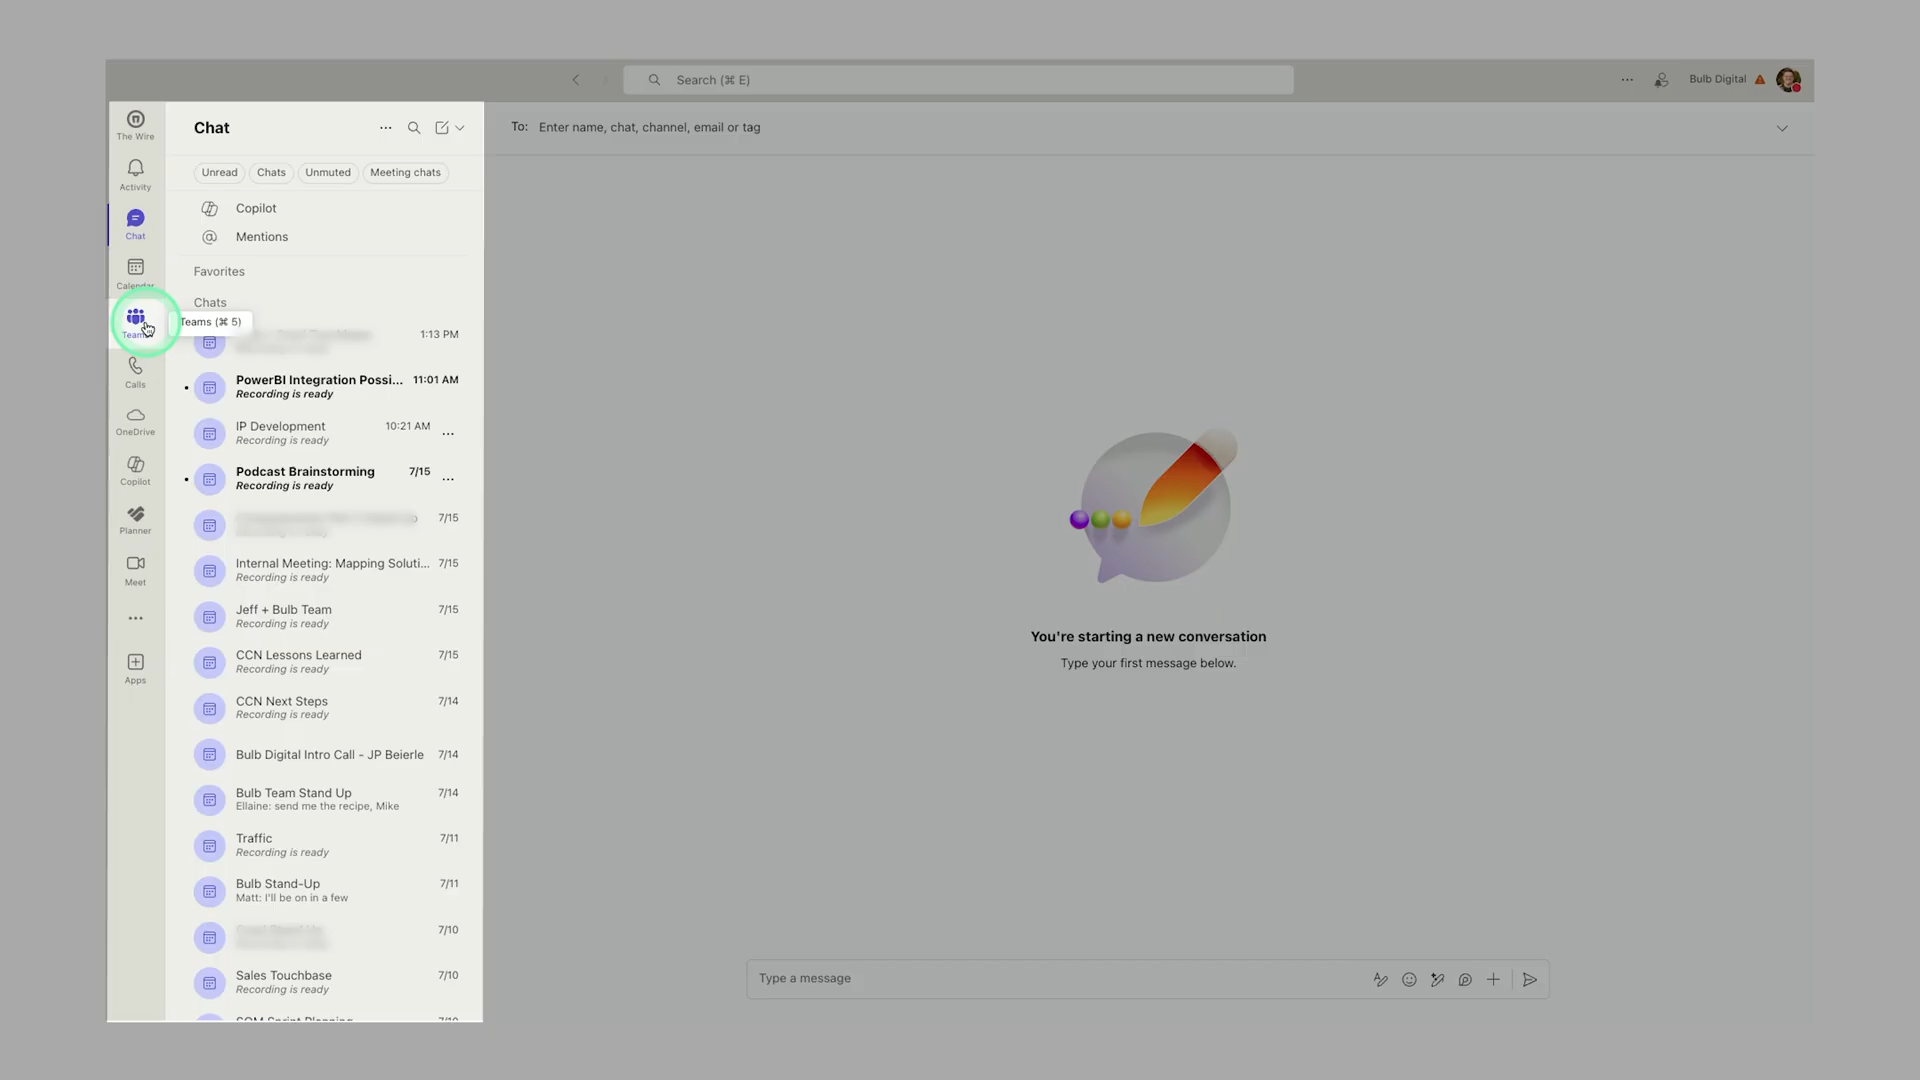 Search (⌘ E)
Bulb Digital
The Wire
Activity
Chat
Calendar
Teams
Calls
OneDrive
Copilot
Planner
Meet
Apps
Chat
Unread
Chats
Unmuted
Meeting chats
Copilot
Mentions
Favorites
Chats
Teams (⌘ 5)
1:13 PM
PowerBI Integration Possi... 11:01 AM
Recording is ready
IP Development 10:21 AM
Recording is ready
Podcast Brainstorming 7/15
Recording is ready
7/15
Internal Meeting: Mapping Soluti... 7/15
Recording is ready
Jeff + Bulb Team 7/15
Recording is ready
CCN Lessons Learned 7/15
Recording is ready
CCN Next Steps 7/14
Recording is ready
Bulb Digital Intro Call - JP Beierle 7/14
Bulb Team Stand Up 7/14
Ellaine: send me the recipe, Mike
Traffic 7/11
Recording is ready
Bulb Stand-Up 7/11
Matt: I'll be on in a few
7/10
Sales Touchbase 7/10
Recording is ready
SOM Sprint Planning 7/10
To: Enter name, chat, channel, email or tag
You're starting a new conversation
Type your first message below.
Type a message